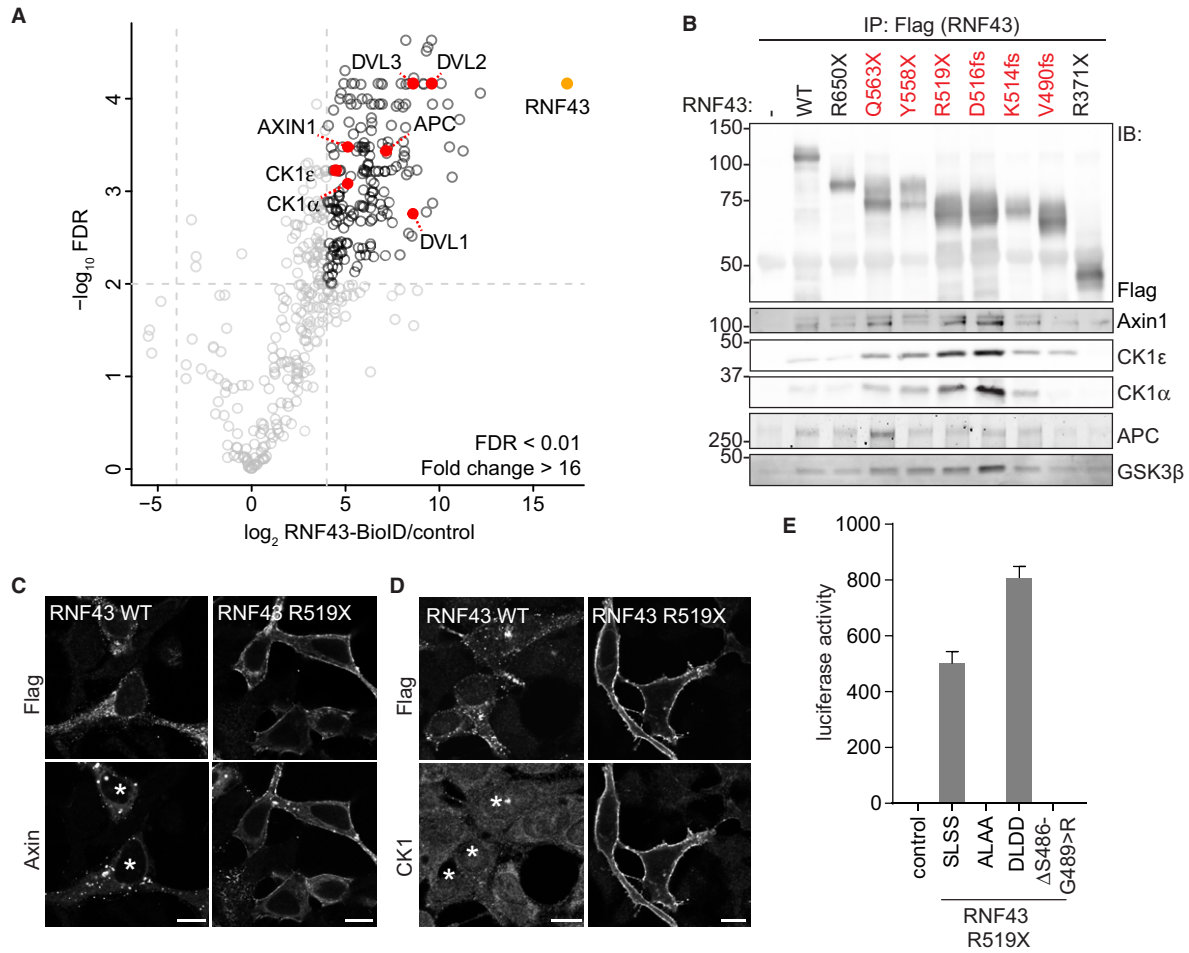 A
DVL3
DVL2
RNF43
AXIN1
APC
CK1ε
CK1α
DVL1
FDR < 0.01
Fold change > 16
−log10 FDR
4
3
2
1
0
−5
0
5
10
15
log2 RNF43-BioID/control
B
IP: Flag (RNF43)
RNF43:
-
WT
R650X
Q563X
Y558X
R519X
D516fs
K514fs
V490fs
R371X
IB:
150
100
75
50
Flag
100
Axin1
50
CK1ε
37
CK1α
250
APC
50
GSK3β
C
RNF43 WT
RNF43 R519X
Flag
Axin
*
*
D
RNF43 WT
RNF43 R519X
Flag
CK1
*
*
*
E
luciferase activity
1000
800
600
400
200
0
control
SLSS
ALAA
DLDD
ΔS486-
G489>R
RNF43
R519X